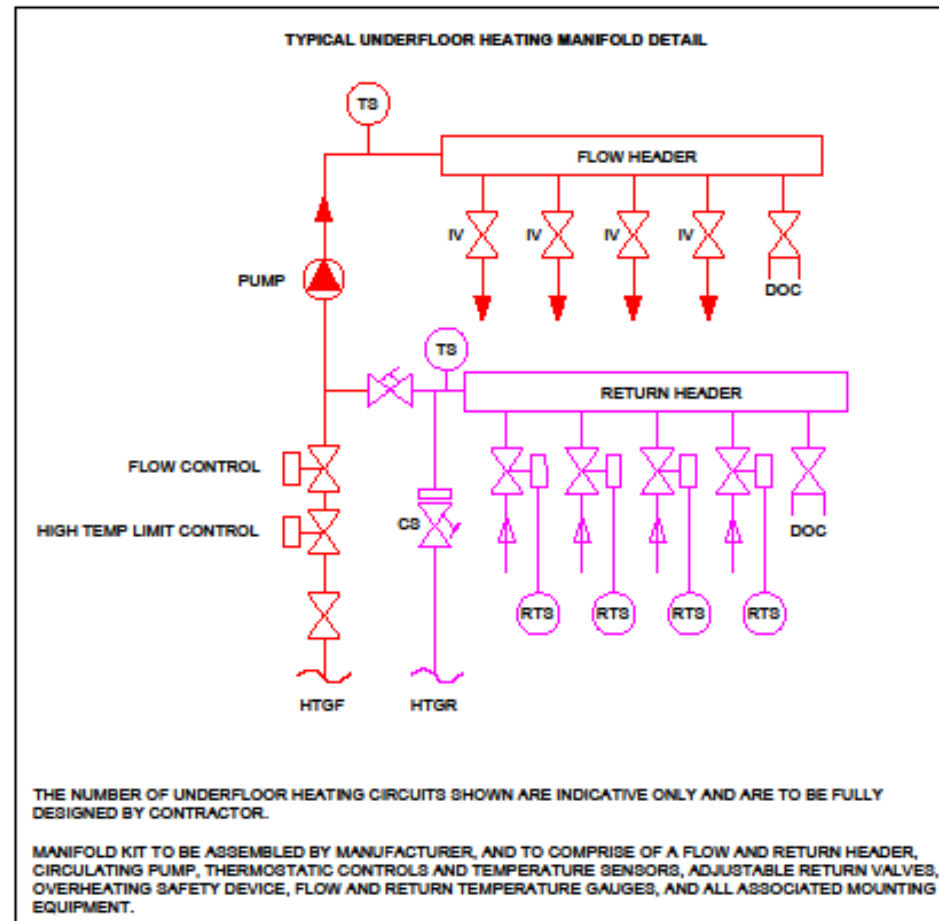 TYPICAL UNDERFLOOR HEATING MANIFOLD DETAIL
TS
FLOW HEADER
IV
IV
IV
IV
DOC
PUMP
TS
RETURN HEADER
FLOW CONTROL
HIGH TEMP LIMIT CONTROL
CS
DOC
RTS
RTS
RTS
RTS
HTGF
HTGR
THE NUMBER OF UNDERFLOOR HEATING CIRCUITS SHOWN ARE INDICATIVE ONLY AND ARE TO BE FULLY
DESIGNED BY CONTRACTOR.
MANIFOLD KIT TO BE ASSEMBLED BY MANUFACTURER, AND TO COMPRISE OF A FLOW AND RETURN HEADER,
CIRCULATING PUMP, THERMOSTATIC CONTROLS AND TEMPERATURE SENSORS, ADJUSTABLE RETURN VALVES,
OVERHEATING SAFETY DEVICE, FLOW AND RETURN TEMPERATURE GAUGES, AND ALL ASSOCIATED MOUNTING
EQUIPMENT.